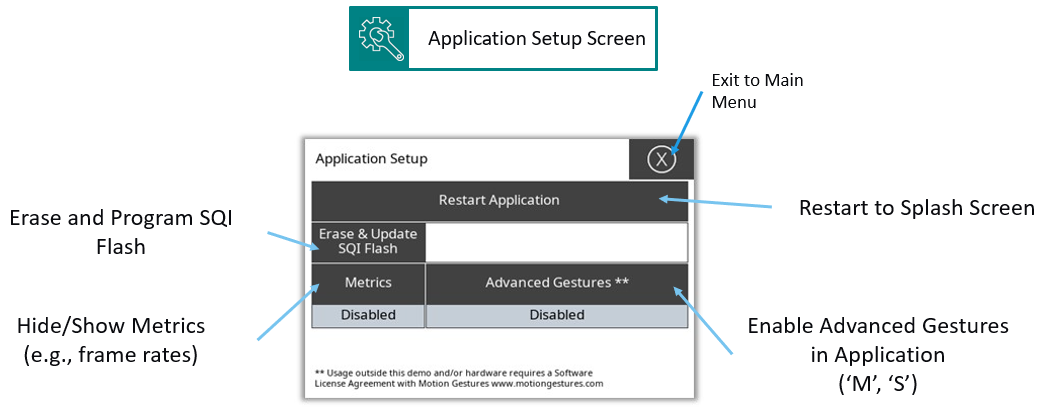 Application Setup Screen
Exit to Main
Menu
Application Setup
X
Restart Application
Restart to Splash Screen
Erase and Program SQI
Flash
Erase & Update
SQI Flash
Metrics
Advanced Gestures **
Disabled
Disabled
Hide/Show Metrics
(e.g., frame rates)
Enable Advanced Gestures
in Application
(‘M’, ‘S’)
** Usage outside this demo and/or hardware requires a Software
License Agreement with Motion Gestures www.motiongestures.com